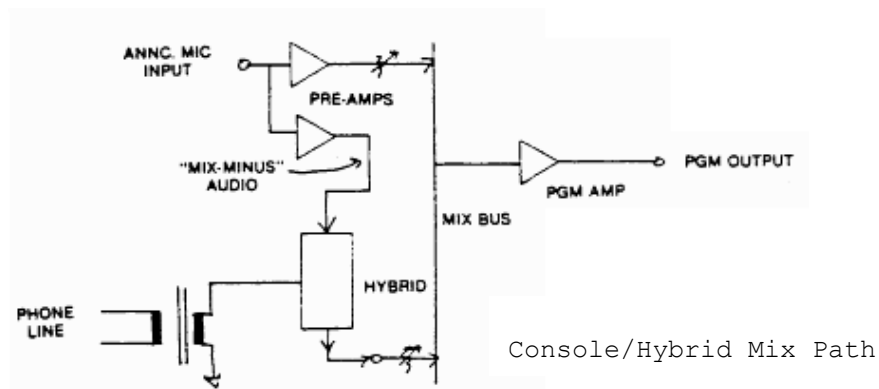 ANNC. MIC
INPUT
PRE-AMPS
"MIX-MINUS"
AUDIO
PGM OUTPUT
PGM AMP
MIX BUS
HYBRID
PHONE
LINE
Console/Hybrid Mix Path